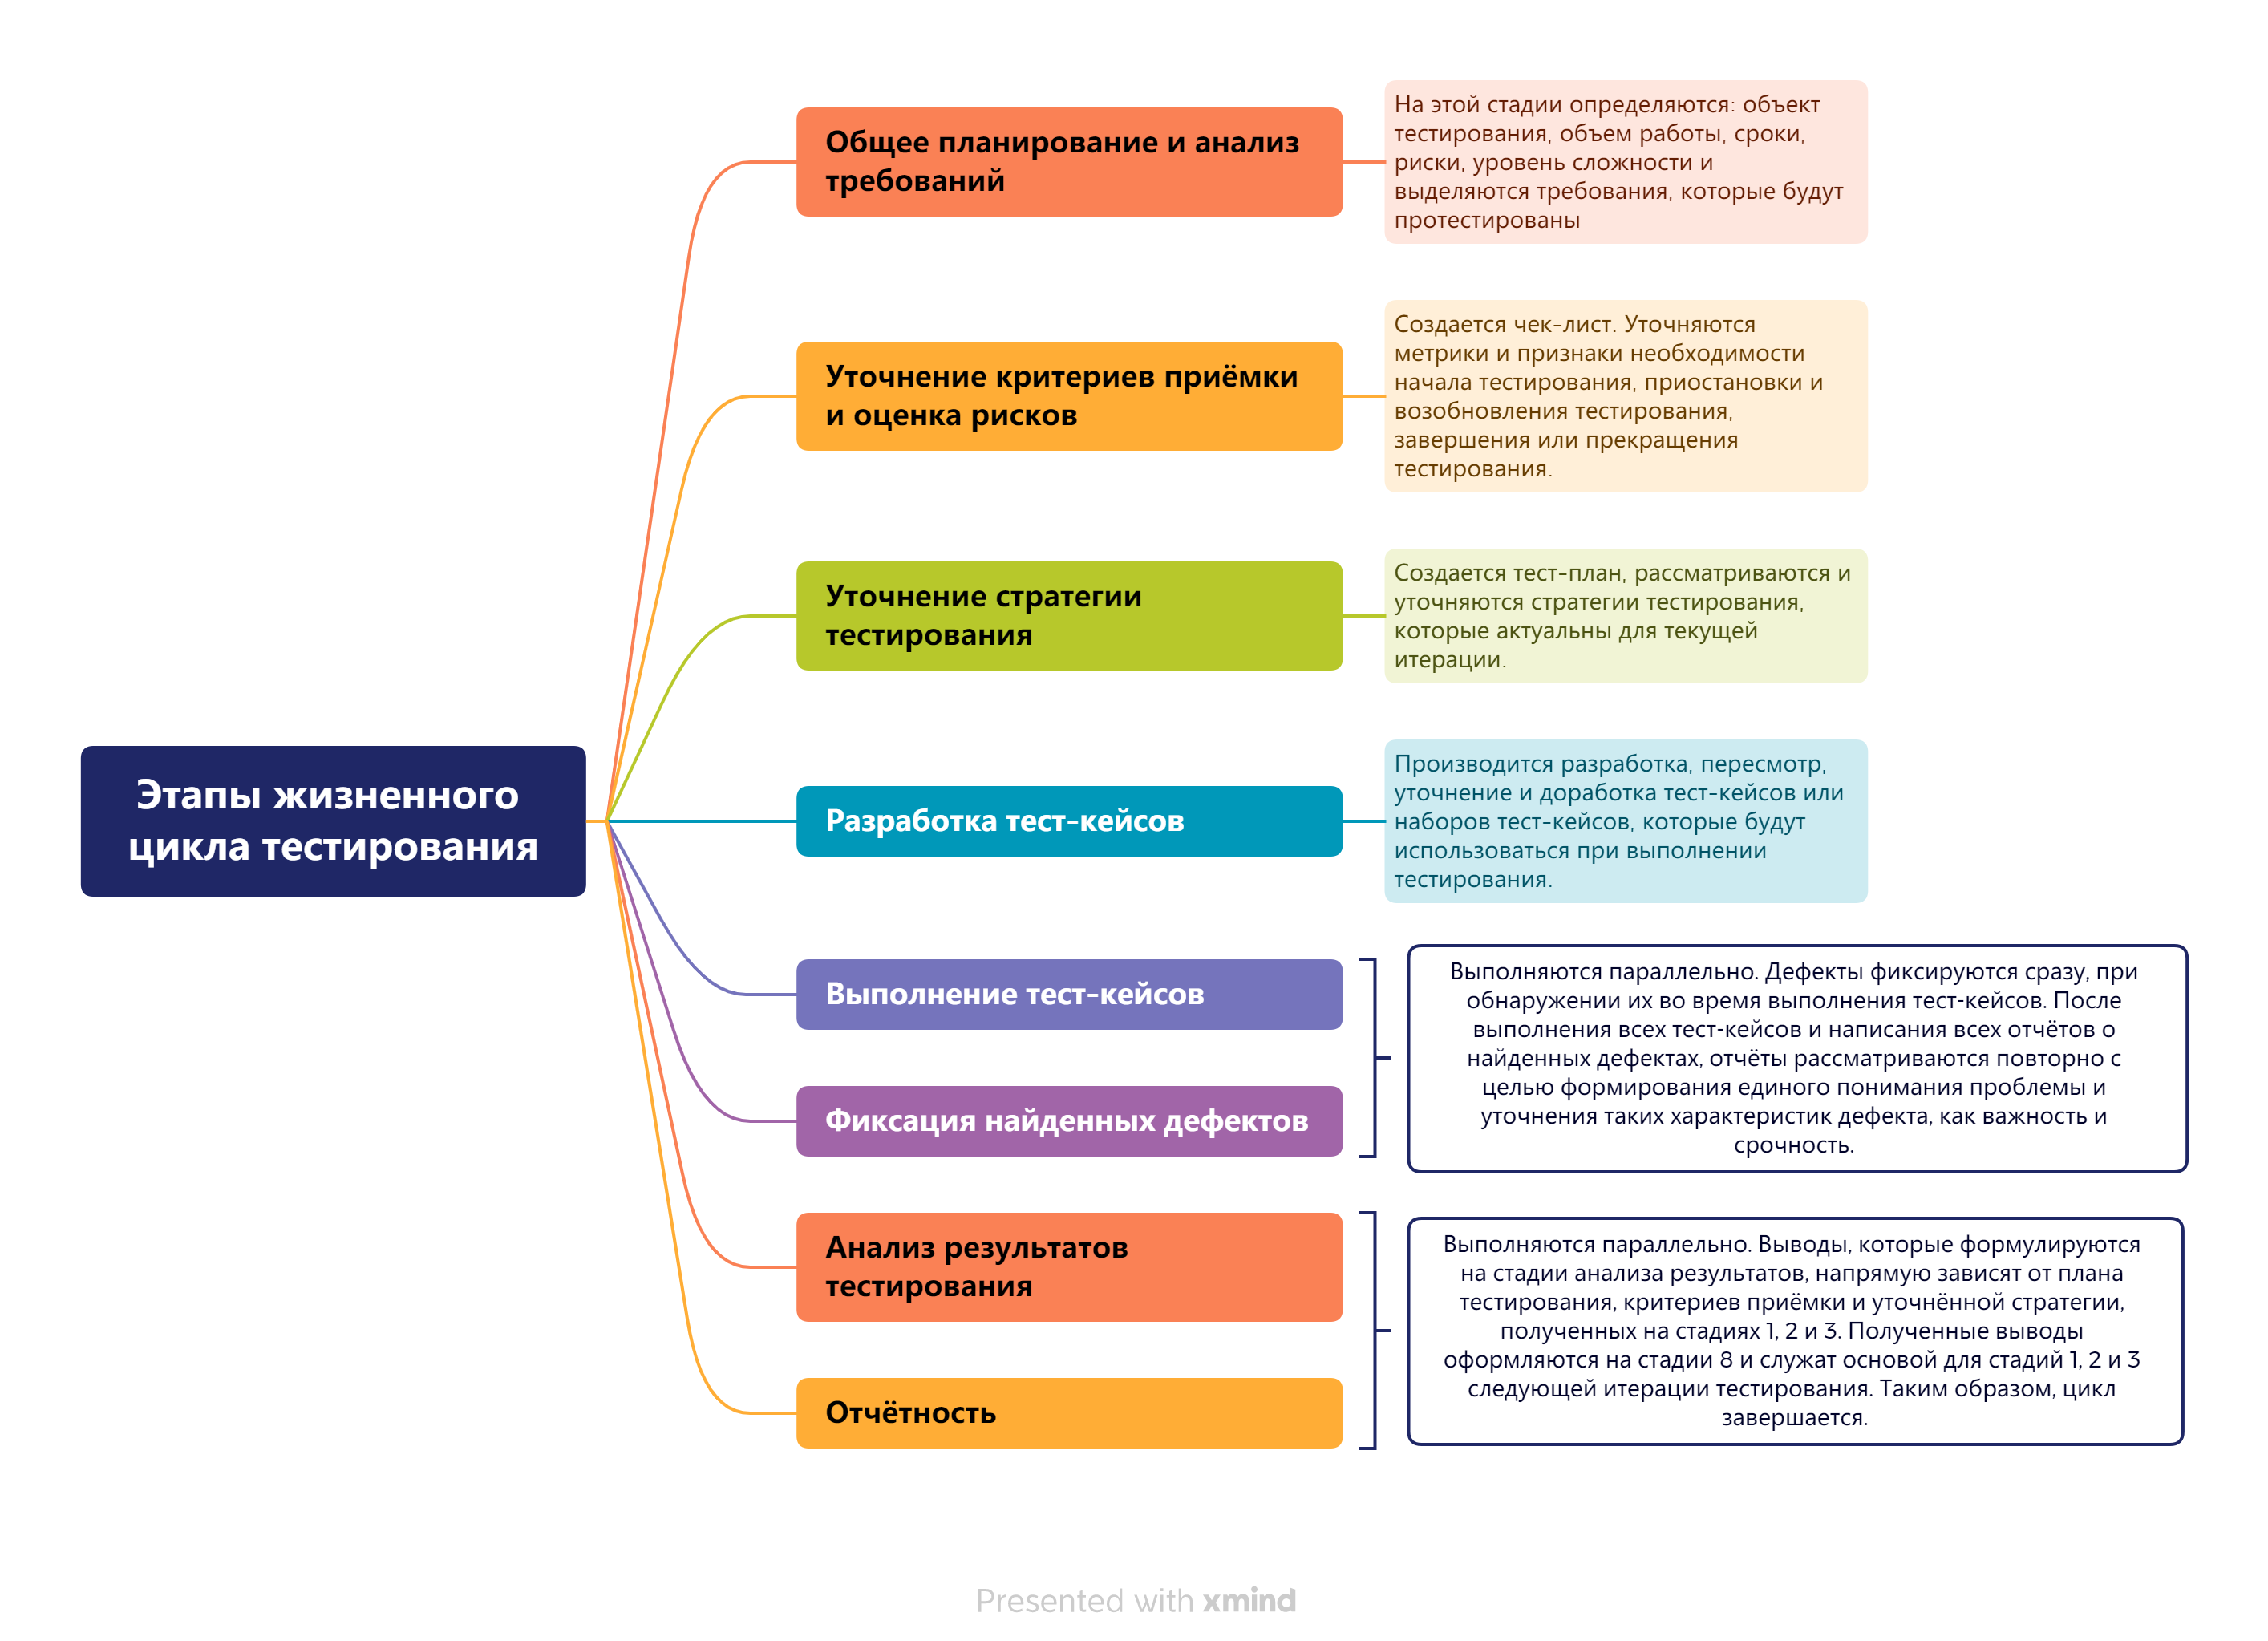 Общее планирование и анализ
требований
На этой стадии определяются: объект
тестирования, объем работы, сроки,
риски, уровень сложности и
выделяются требования, которые будут
протестированы
Уточнение критериев приёмки
и оценка рисков
Создается чек-лист. Уточняются
метрики и признаки необходимости
начала тестирования, приостановки и
возобновления тестирования,
завершения или прекращения
тестирования.
Уточнение стратегии
тестирования
Создается тест-план, рассматриваются и
уточняются стратегии тестирования,
которые актуальны для текущей
итерации.
Этапы жизненного
цикла тестирования
Разработка тест-кейсов
Производится разработка, пересмотр,
уточнение и доработка тест-кейсов или
наборов тест-кейсов, которые будут
использоваться при выполнении
тестирования.
Выполнение тест-кейсов
Фиксация найденных дефектов
Выполняются параллельно. Дефекты фиксируются сразу, при
обнаружении их во время выполнения тест-кейсов. После
выполнения всех тест-кейсов и написания всех отчётов о
найденных дефектах, отчёты рассматриваются повторно с
целью формирования единого понимания проблемы и
уточнения таких характеристик дефекта, как важность и
срочность.
Анализ результатов
тестирования
Отчётность
Выполняются параллельно. Выводы, которые формулируются
на стадии анализа результатов, напрямую зависят от плана
тестирования, критериев приёмки и уточнённой стратегии,
полученных на стадиях 1, 2 и 3. Полученные выводы
оформляются на стадии 8 и служат основой для стадий 1, 2 и 3
следующей итерации тестирования. Таким образом, цикл
завершается.
Presented with xmind